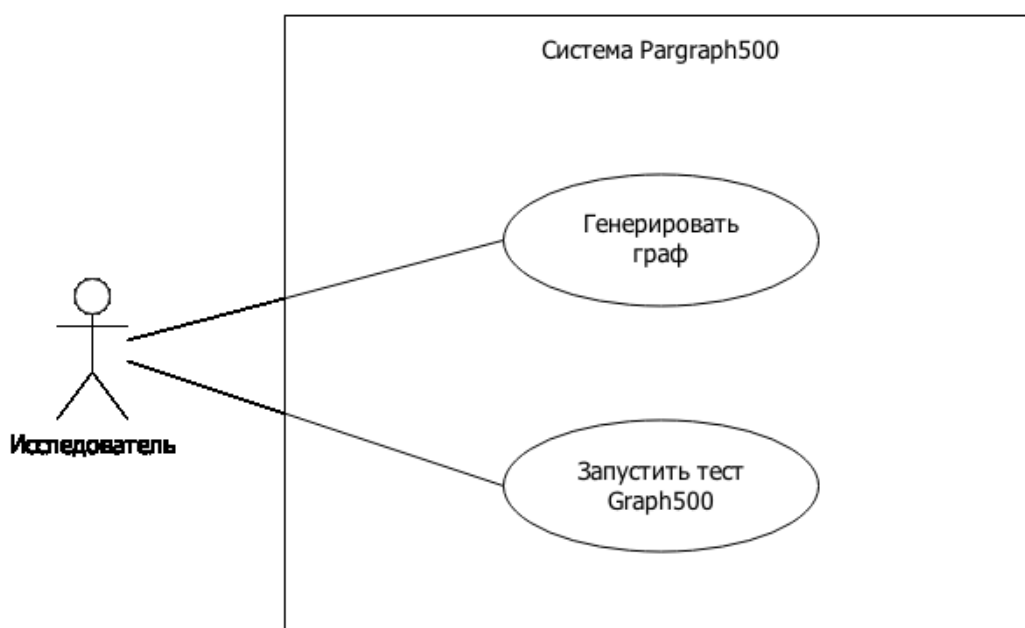 Система Pargraph500
Генерировать
граф
Исследователь
Запустить тест
Graph500